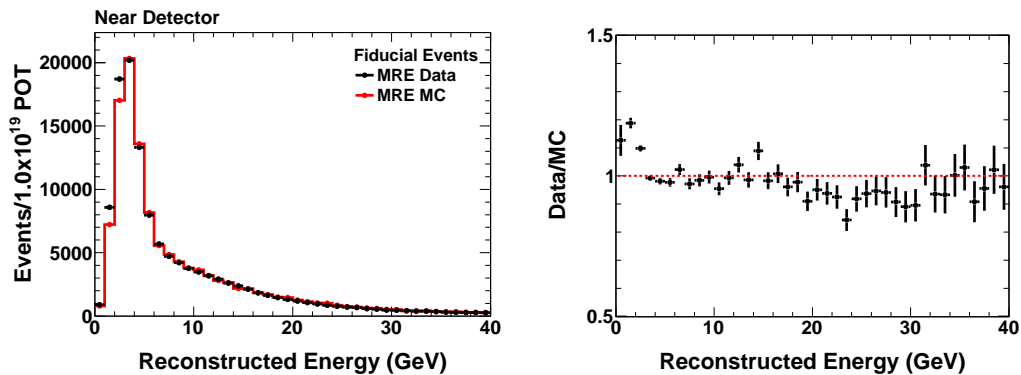 Near Detector
Events/1.0x10¹⁹ POT
20000
15000
10000
5000
0
Fiducial Events
MRE Data
MRE MC
0 10 20 30 40
Reconstructed Energy (GeV)
Data/MC
1.5
1
0.5
0 10 20 30 40
Reconstructed Energy (GeV)